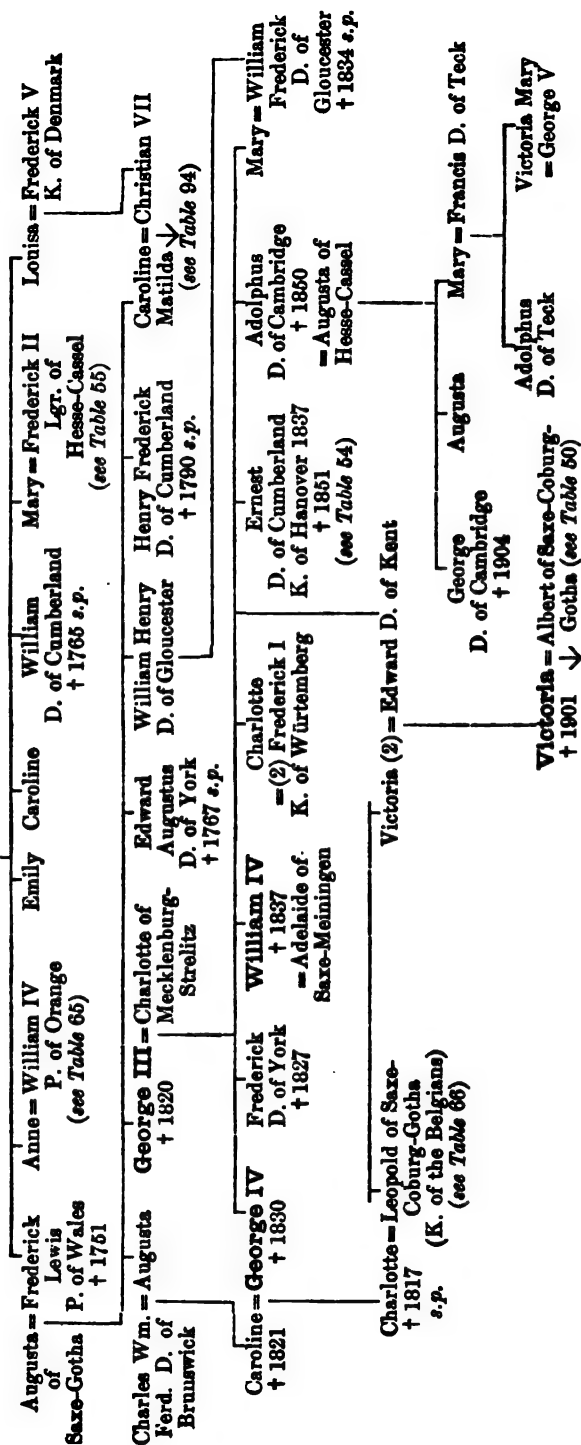 Augusta = Frederick
of Lewis
Saxe-Gotha P. of Wales
† 1751
Anne = William IV
P. of Orange
(see Table 65)
Emily
Caroline
William
D. of Cumberland
† 1765 s.p.
Mary = Frederick II
Lgr. of
Hesse-Cassel
(see Table 55)
Louisa = Frederick V
K. of Denmark
Charles Wm. = Augusta
Ferd. D. of
Brunswick
George III = Charlotte of
† 1820 Mecklenburg-
Strelitz
Edward
Augustus
D. of York
† 1767 s.p.
William Henry
D. of Gloucester
Henry Frederick
D. of Cumberland
† 1790 s.p.
Caroline = Christian VII
Matilda ↓
(see Table 94)
Caroline = George IV
† 1821 † 1830
Frederick
D. of York
† 1827
William IV
† 1837
= Adelaide of
Saxe-Meiningen
Charlotte
= (2) Frederick I
K. of Würtemberg
Ernest
D. of Cumberland
K. of Hanover 1837
† 1851
(see Table 54)
Adolphus
D. of Cambridge
† 1850
= Augusta of
Hesse-Cassel
Mary = William
Frederick
D. of
Gloucester
† 1834 s.p.
Charlotte = Leopold of Saxe-
† 1817 Coburg-Gotha
s.p. (K. of the Belgians)
(see Table 66)
Victoria (2) = Edward D. of Kent
George
D. of Cambridge
† 1904
Augusta
Mary = Francis D. of Teck
Victoria = Albert of Saxe-Coburg-
† 1901 ↓ Gotha (see Table 50)
Adolphus
D. of Teck
Victoria Mary
= George V